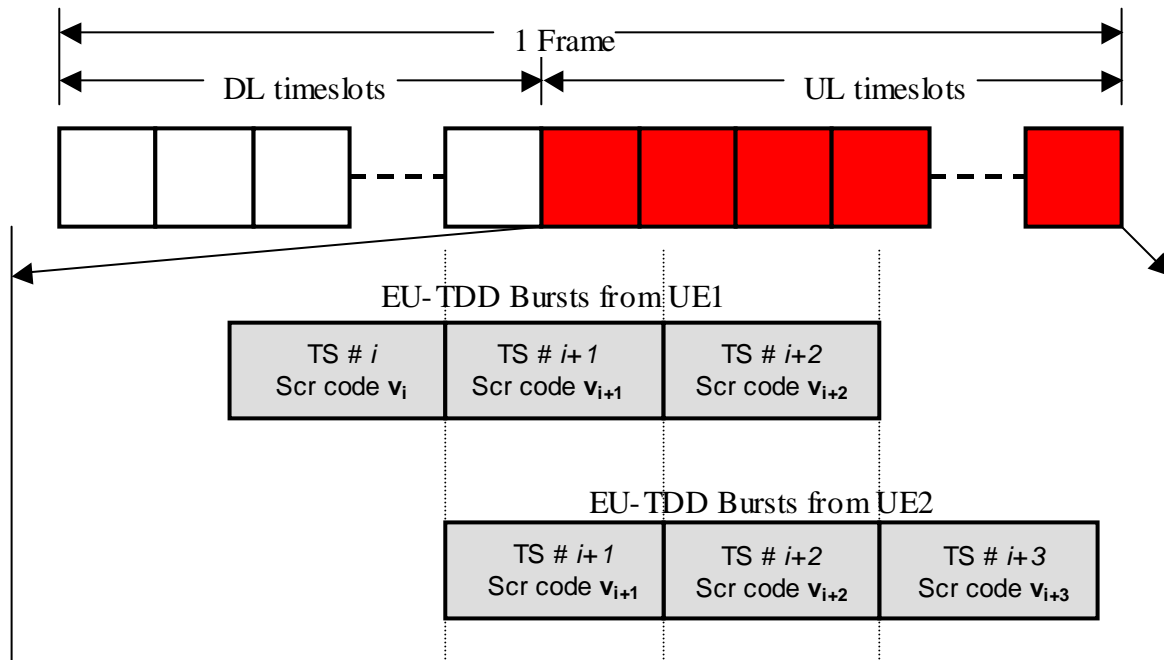 1 Frame
DL timeslots
UL timeslots
EU-TDD Bursts from UE1
TS # i
Scr code vi
TS # i+1
Scr code vi+1
TS # i+2
Scr code vi+2
EU-TDD Bursts from UE2
TS # i+1
Scr code vi+1
TS # i+2
Scr code vi+2
TS # i+3
Scr code vi+3